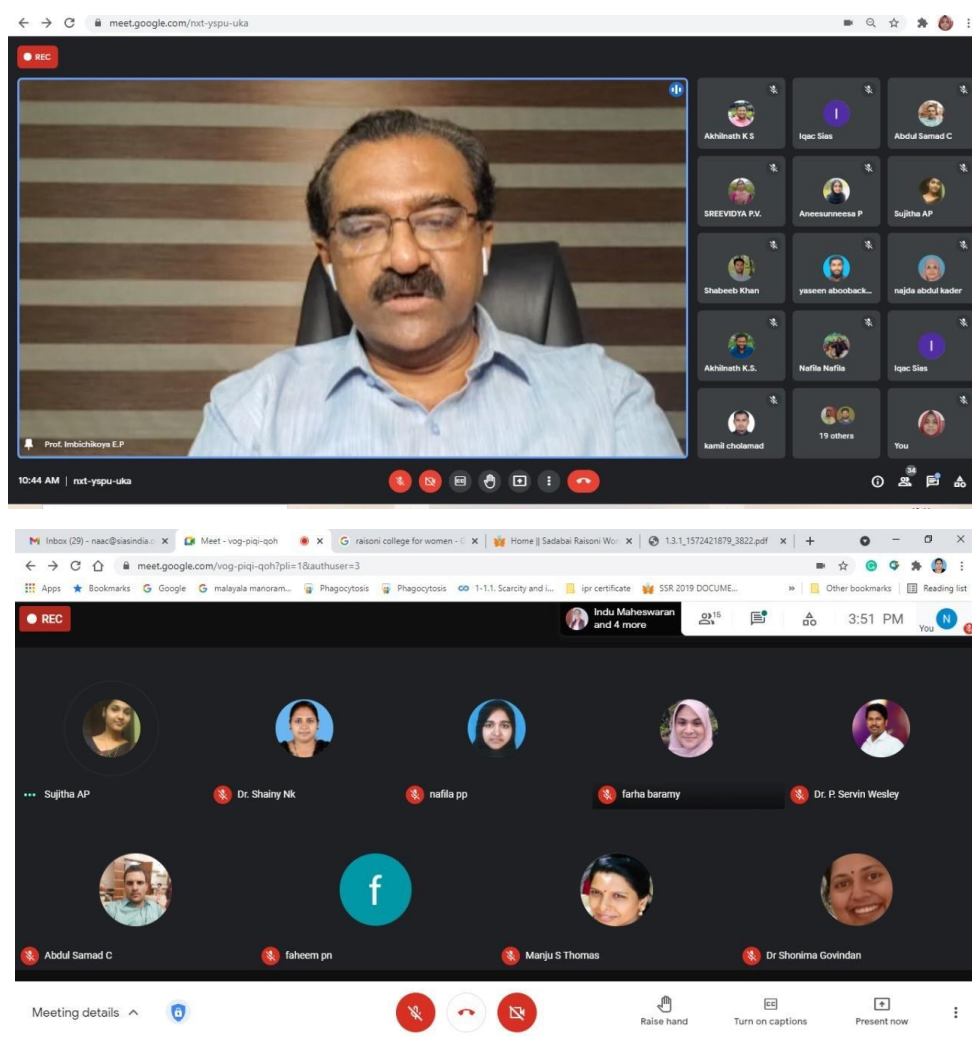 meet.google.com/nxt-yspu-uka
REC
Akhilnath K S
I
Iqac Sias
Abdul Samad C
SREEVIDYA P.V.
Aneesunneesa P
Sujitha AP
Shabeeb Khan
yaseen abooback...
najda abdul kader
Akhilnath K.S.
Nafila Nafila
I
Iqac Sias
kamil cholamad
19 others
You
Prof. Imbichikoya E.P
10:44 AM | nxt-yspu-uka
34
Inbox (29) - naac@siasindia.
Meet - vog-piqi-qoh
raisoni college for women -
Home || Sadabai Raisoni Wo
1.3.1_1572421879_3822.pdf
meet.google.com/vog-piqi-qoh?pli=1&authuser=3
Apps Bookmarks Google malayala manoram... Phagocytosis Phagocytosis 1-1.1. Scarcity and i... ipr certificate SSR 2019 DOCUME... » Other bookmarks Reading list
REC
Indu Maheswaran
and 4 more
15
3:51 PM
You
N
Sujitha AP
Dr. Shainy Nk
nafila pp
farha baramy
Dr. P. Servin Wesley
f
Abdul Samad C
faheem pn
Manju S Thomas
Dr Shonima Govindan
Meeting details
Raise hand
CC
Turn on captions
Present now